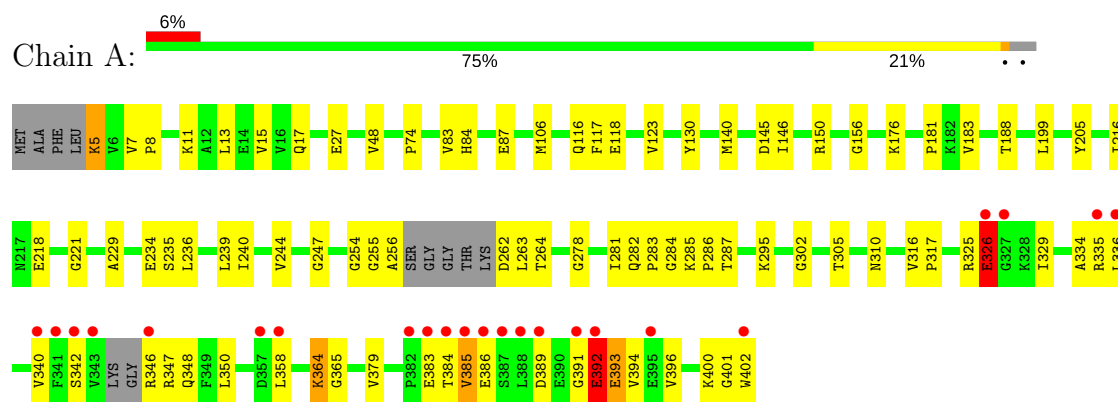 6%
Chain A:
75% 21% • •
MET ALA PHE LEU K5 V6 V7 P8 K11 A12 L13 E14 V15 V16 Q17 E27 V48 P74 V83 H84 E87 M106 Q116 F117 E118 V123 Y130 M140 D145 I146 R150 G156 K176 P181 K182 V183 T188 L199 Y205
N217 E218 G221 A229 E234 S235 L236 L239 I240 V244 G247 G254 G255 A256 SER GLY GLY THR LYS D262 L263 T264 G278 I281 Q282 P283 G284 K285 P286 T287 K295 G302 T305 N310 V316 P317 R325 E326 G327 K328 I329 A334 R335 L336
V340 F341 S342 V343 LYS GLY R346 R347 Q348 F349 L350 D357 L358 K364 G365 V379 P382 E383 T384 V385 E386 S387 L388 D389 E390 G391 E392 E393 V394 E395 V396 K400 G401 W402